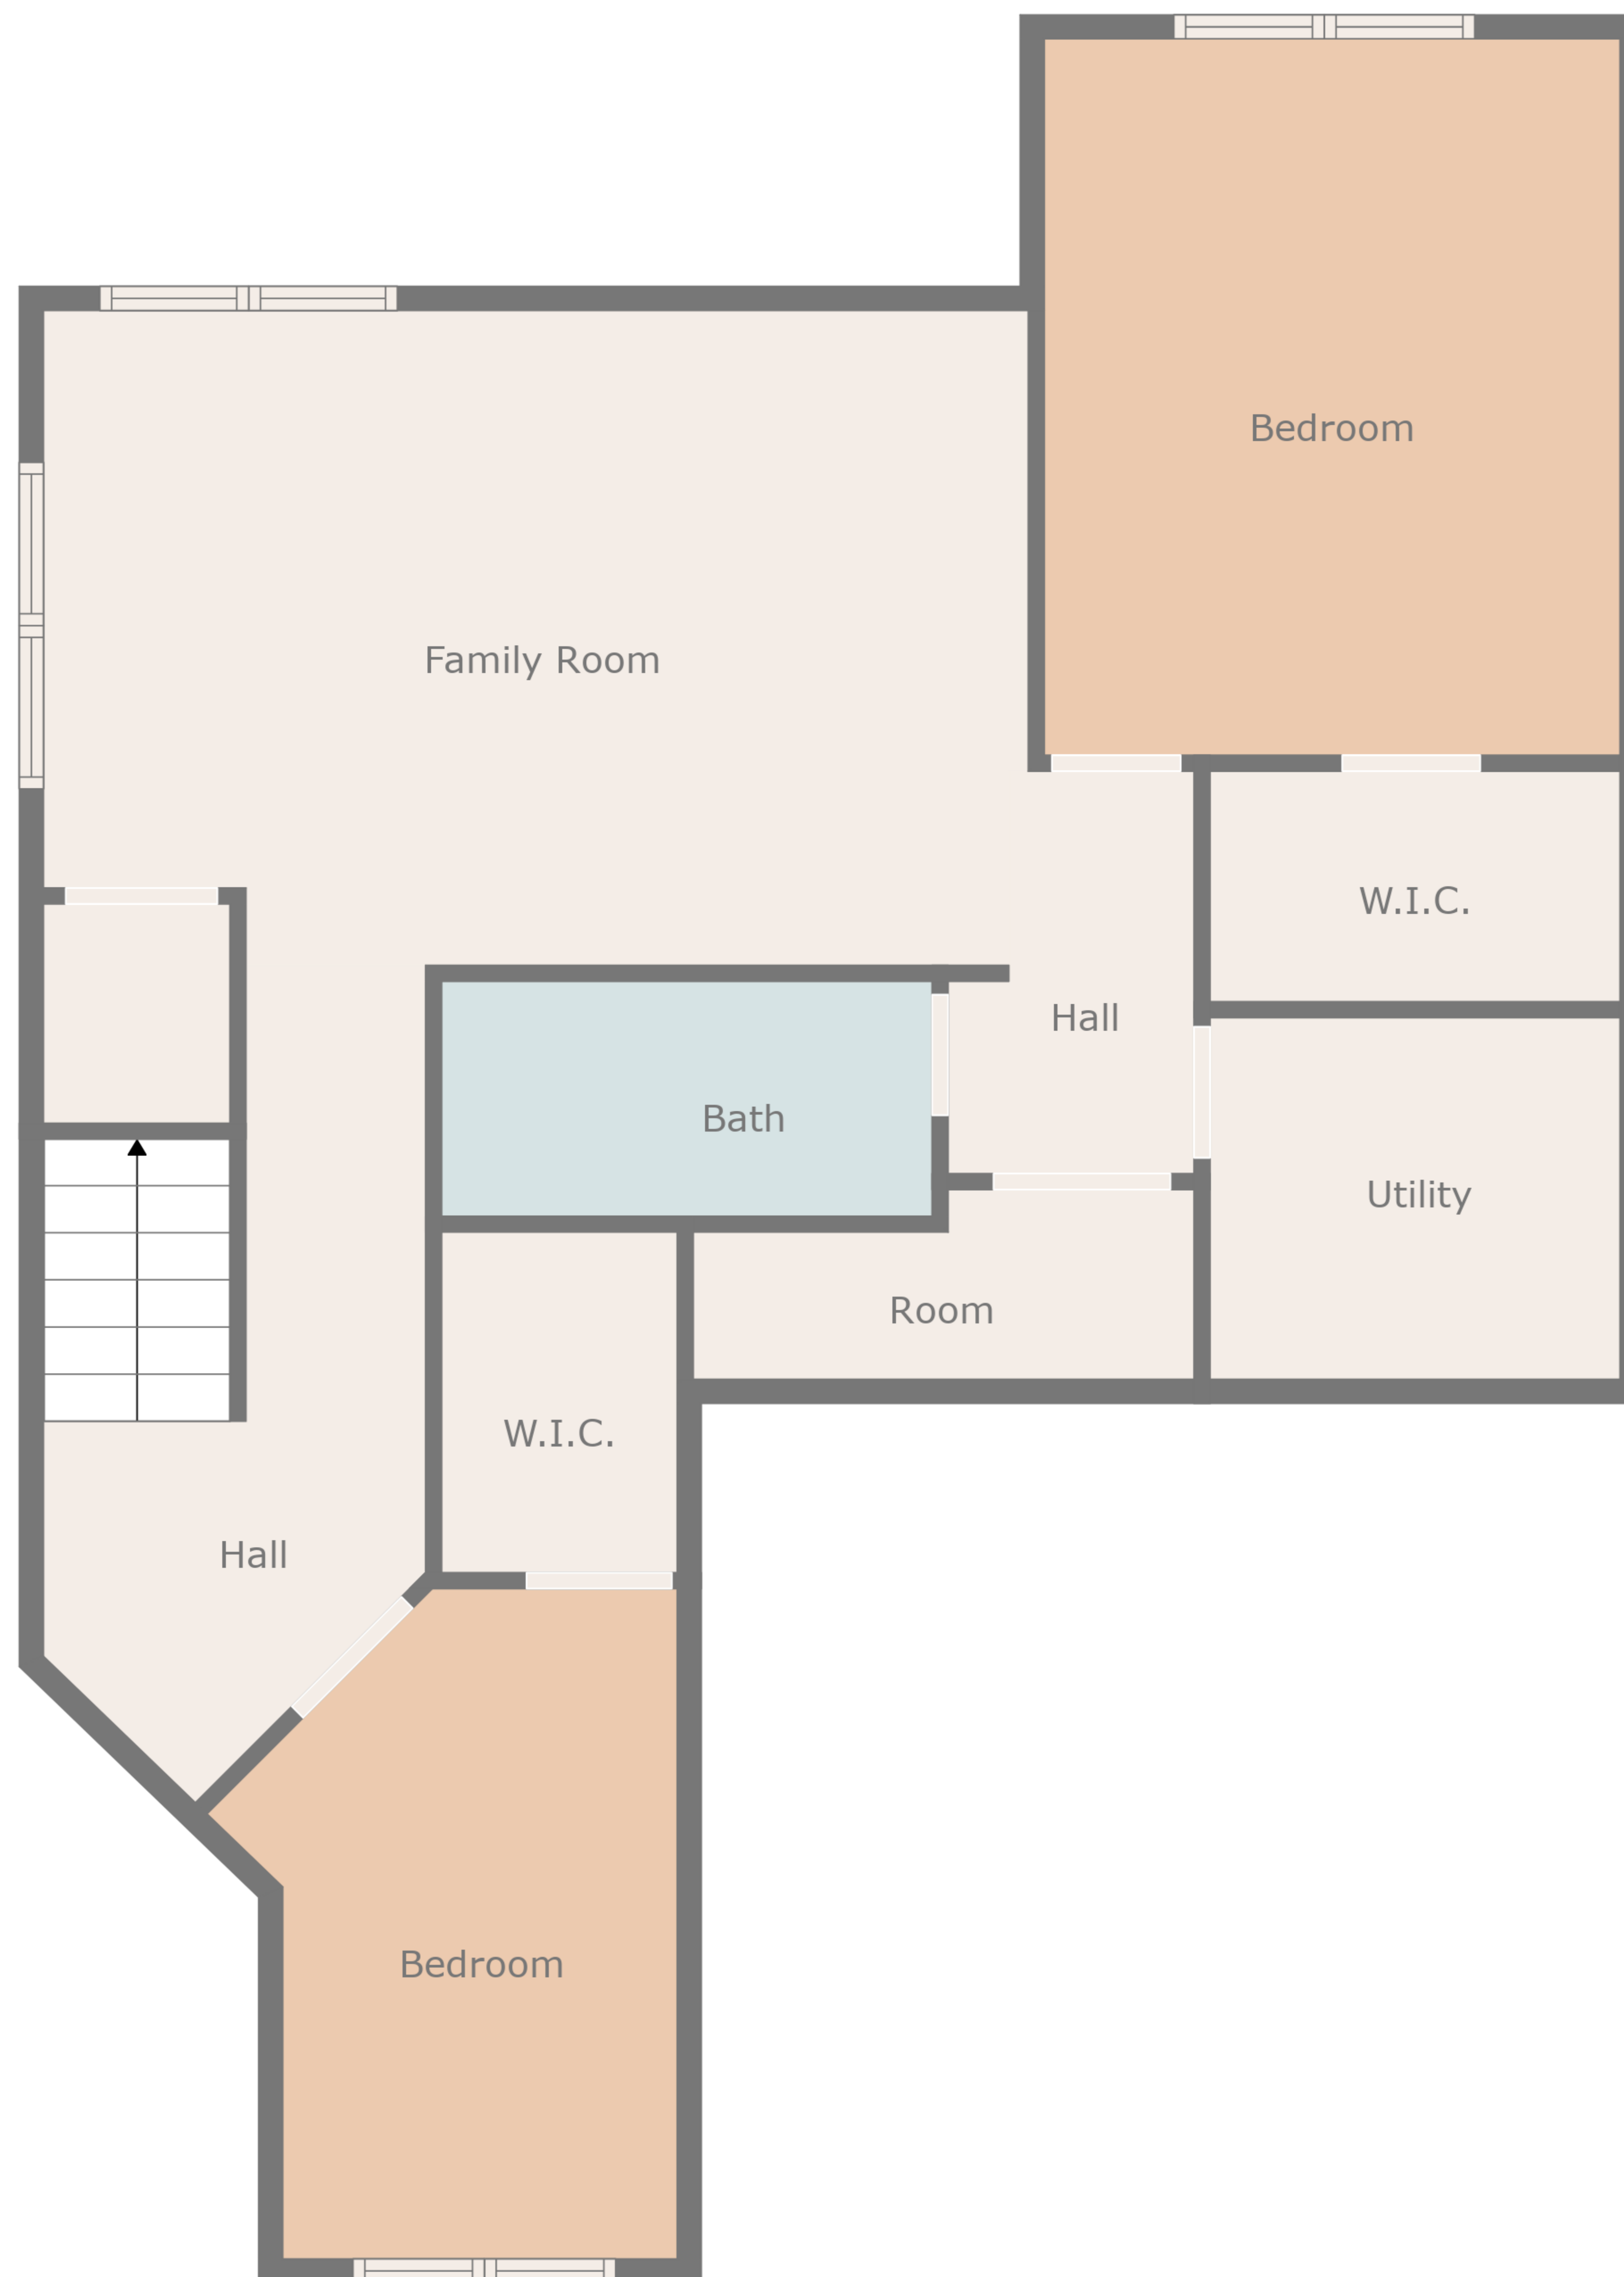 Bedroom
Family Room
W.I.C.
Hall
Bath
Utility
Room
W.I.C.
Hall
Bedroom